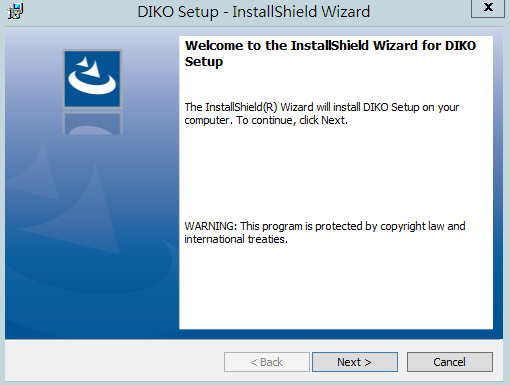 DIKO Setup - InstallShield Wizard
X
Welcome to the InstallShield Wizard for DIKO
Setup
The InstallShield(R) Wizard will install DIKO Setup on your
computer. To continue, click Next.
WARNING: This program is protected by copyright law and
international treaties.
< Back
Next >
Cancel